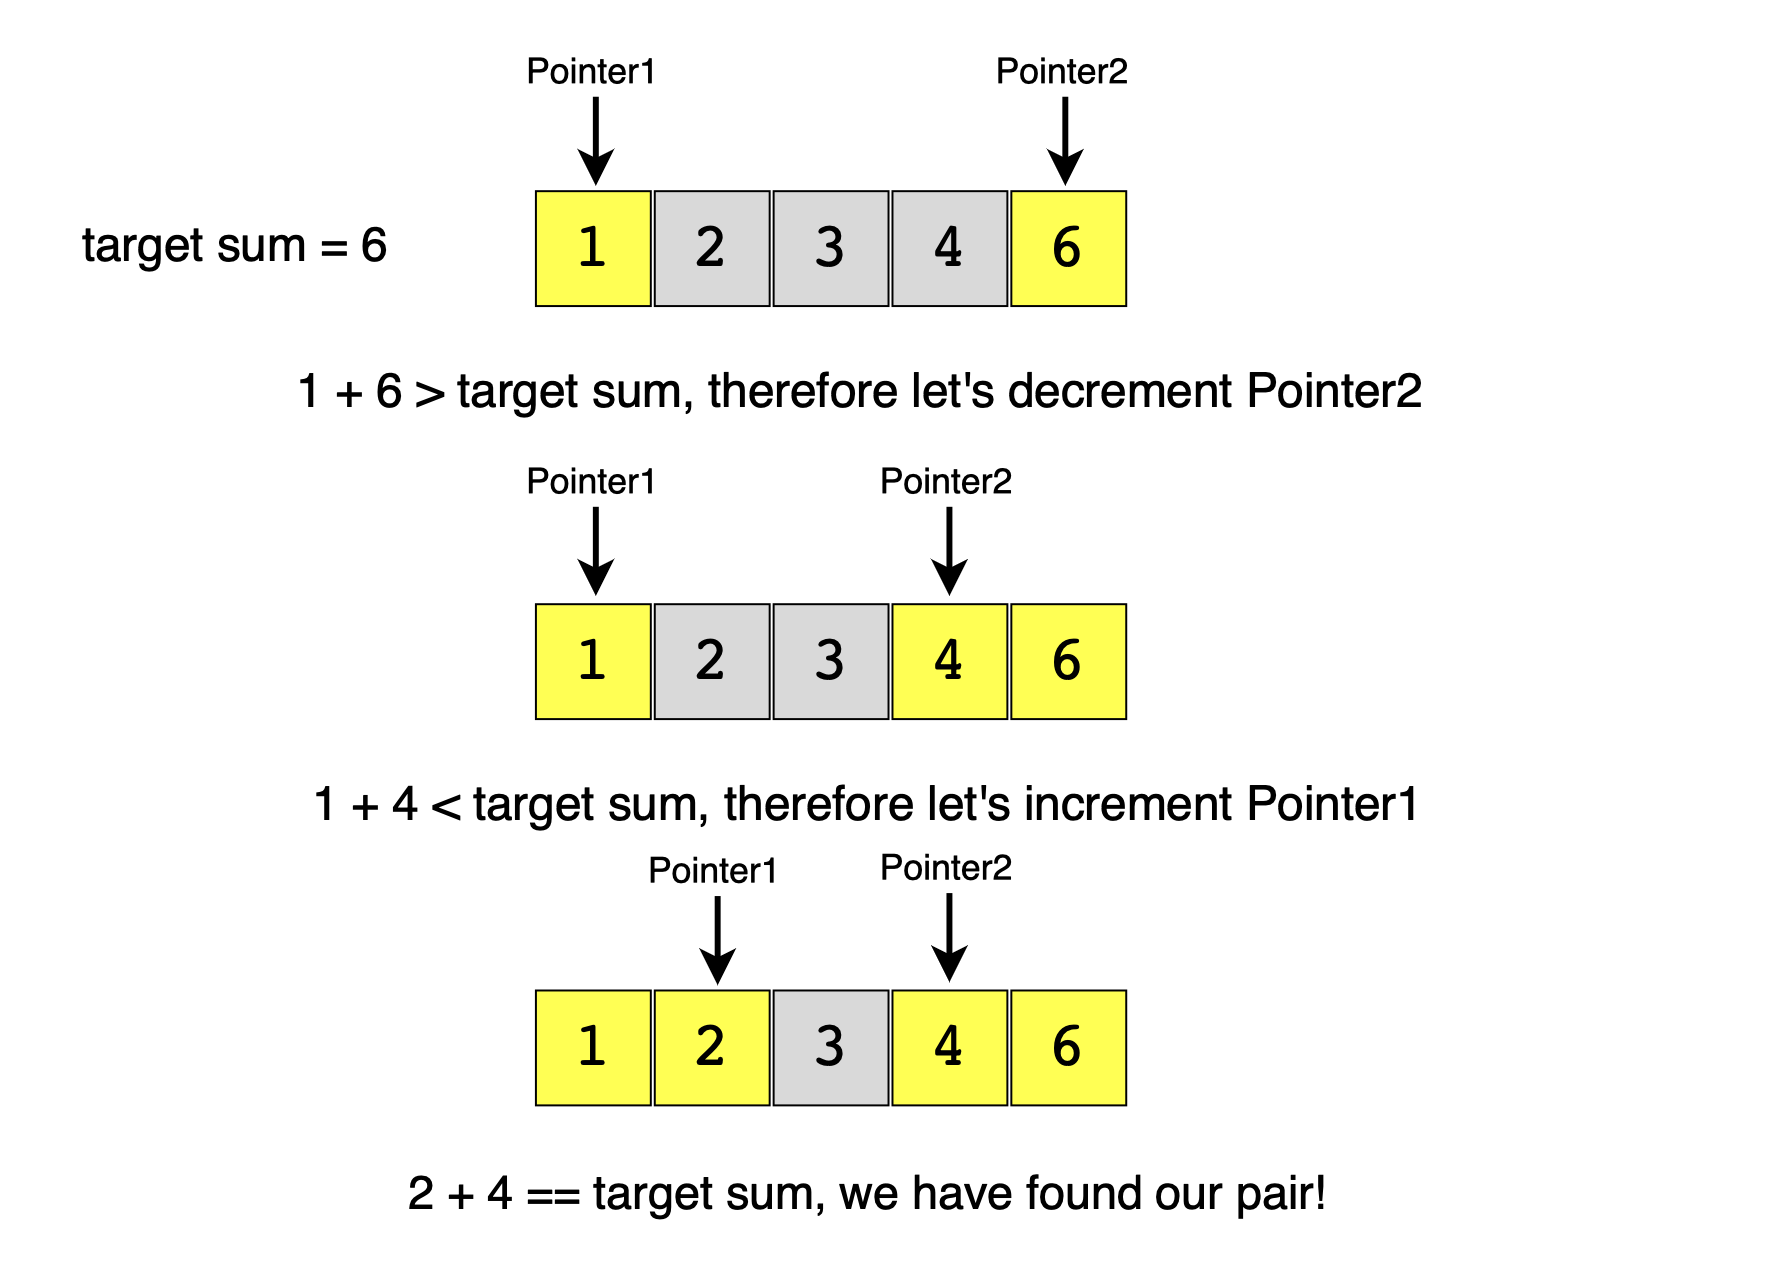 Pointer1 Pointer2
target sum = 6 1 2 3 4 6
1 + 6 > target sum, therefore let's decrement Pointer2
Pointer1 Pointer2
1 2 3 4 6
1 + 4 < target sum, therefore let's increment Pointer1
Pointer1 Pointer2
1 2 3 4 6
2 + 4 == target sum, we have found our pair!